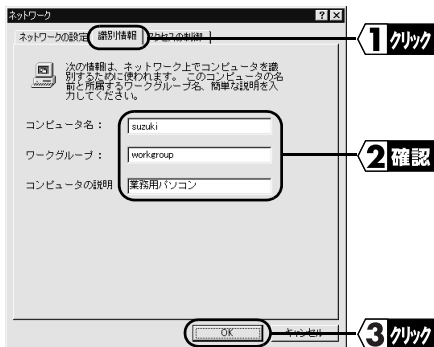 ネットワーク
ネットワークの設定 識別情報 アクセスの制御
1 クリック
次の情報は、ネットワーク上でコンピュータを識
別するために使われます。このコンピュータの名
前と所属するワークグループ名、簡単な説明を入
力してください。
コンピュータ名: suzuki
ワークグループ: workgroup
2 確認
コンピュータの説明 業務用パソコン
OK キャンセル
3 クリック